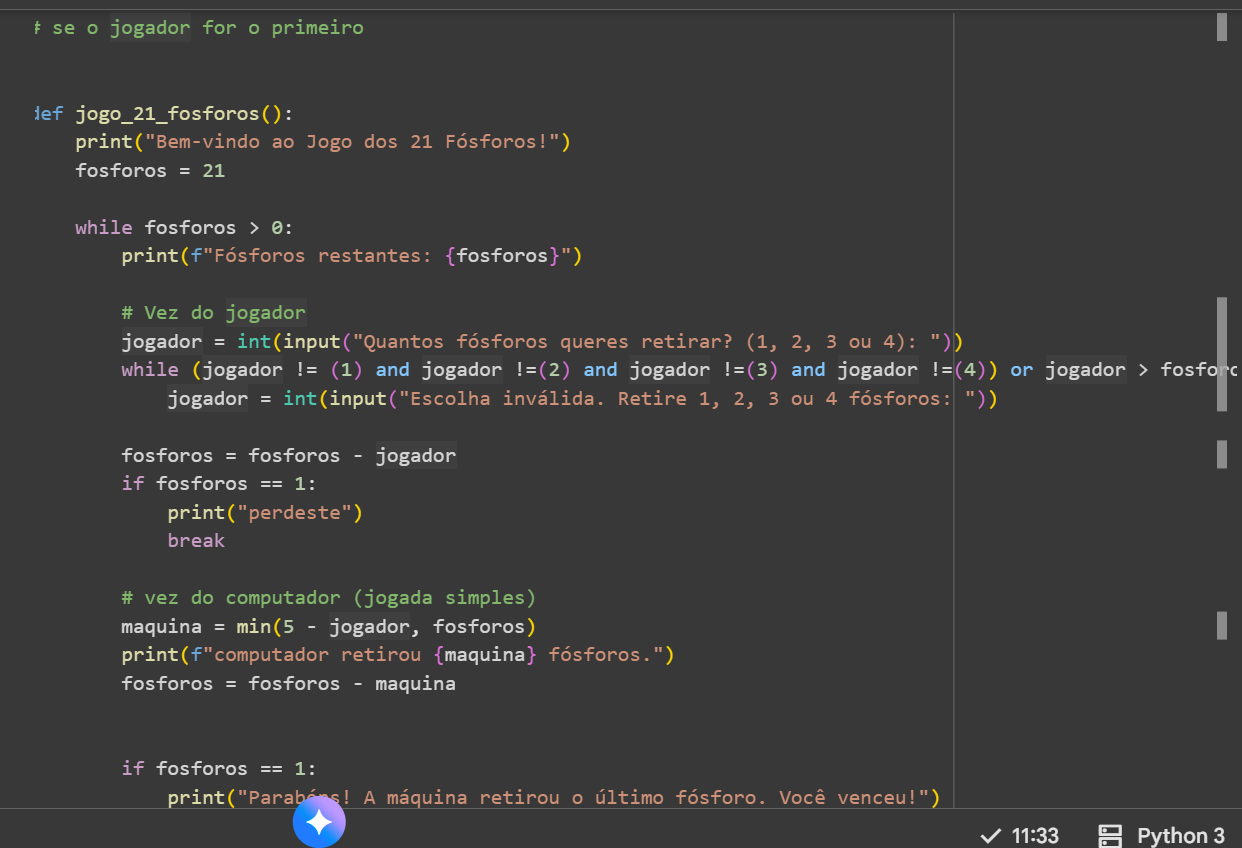 # se o jogador for o primeiro
def jogo_21_fosforos():
print("Bem-vindo ao Jogo dos 21 Fósforos!")
fosforos = 21
while fosforos > 0:
print(f"Fósforos restantes: {fosforos}")
# Vez do jogador
jogador = int(input("Quantos fósforos queres retirar? (1, 2, 3 ou 4): "))
while (jogador != (1) and jogador !=(2) and jogador !=(3) and jogador !=(4)) or jogador > fosforo
jogador = int(input("Escolha inválida. Retire 1, 2, 3 ou 4 fósforos: "))
fosforos = fosforos - jogador
if fosforos == 1:
print("perdeste")
break
# vez do computador (jogada simples)
maquina = min(5 - jogador, fosforos)
print(f"computador retirou {maquina} fósforos.")
fosforos = fosforos - maquina
if fosforos == 1:
print("Parabéns! A máquina retirou o último fósforo. Você venceu!")
11:33 Python 3